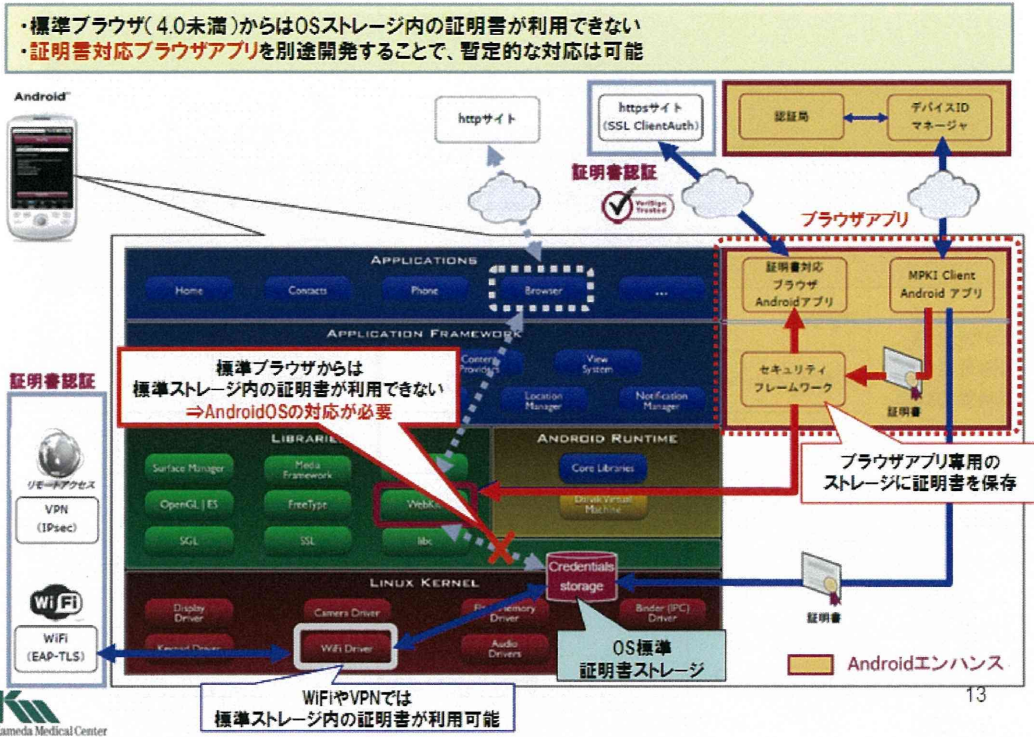 ・標準ブラウザ(4.0未満)からはOSストレージ内の証明書が利用できない
・証明書対応ブラウザアプリを別途開発することで、暫定的な対応は可能
Android™
httpサイト
httpsサイト
(SSL ClientAuth)
認証局
デバイスID
マネージャ
証明書認証
VeriSign
Trusted
ブラウザアプリ
APPLICATIONS
Home
Contacts
Phone
Browser
...
証明書対応
ブラウザ
Androidアプリ
MPKI Client
Android アプリ
APPLICATION FRAMEWORK
Content
Providers
View
System
Location
Manager
Notification
Manager
セキュリティ
フレームワーク
証明書
標準ブラウザからは
標準ストレージ内の証明書が利用できない
⇒AndroidOSの対応が必要
ブラウザアプリ専用の
ストレージに証明書を保存
証明書認証
リモートアクセス
VPN
(IPsec)
WiFi
WiFi
(EAP-TLS)
LIBRARIE
Surface Manager
Media
Framework
OpenGL|ES
FreeType
WebKit
SGL
SSL
libc
ANDROID RUNTIME
Core Libraries
Dalvik Virtual
Machine
LINUX KERNEL
Credentials
storage
Display
Driver
Camera Driver
Flash Memory
Driver
Binder (IPC)
Driver
Keypad Driver
WiFi Driver
Audio
Drivers
証明書
OS標準
証明書ストレージ
WiFiやVPNでは
標準ストレージ内の証明書が利用可能
Androidエンハンス
13
Kameda Medical Center